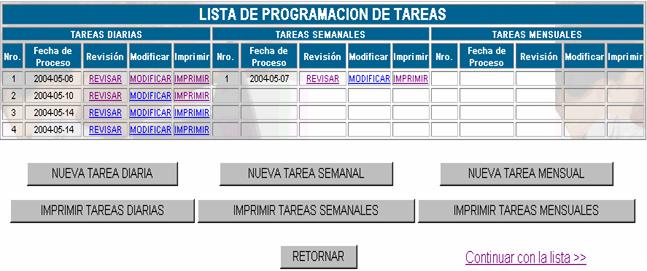 LISTA DE PROGRAMACION DE TAREAS
TAREAS DIARIAS TAREAS SEMANALES TAREAS MENSUALES
Nro. Fecha de Proceso Revisión Modificar Imprimir Nro. Fecha de Proceso Revisión Modificar Imprimir Nro. Fecha de Proceso Revisión Modificar Imprimir
1 2004-05-06 REVISAR MODIFICAR IMPRIMIR 1 2004-05-07 REVISAR MODIFICAR IMPRIMIR
2 2004-05-10 REVISAR MODIFICAR IMPRIMIR
3 2004-05-14 REVISAR MODIFICAR IMPRIMIR
4 2004-05-14 REVISAR MODIFICAR IMPRIMIR
NUEVA TAREA DIARIA NUEVA TAREA SEMANAL NUEVA TAREA MENSUAL
IMPRIMIR TAREAS DIARIAS IMPRIMIR TAREAS SEMANALES IMPRIMIR TAREAS MENSUALES
RETORNAR Continuar con la lista >>